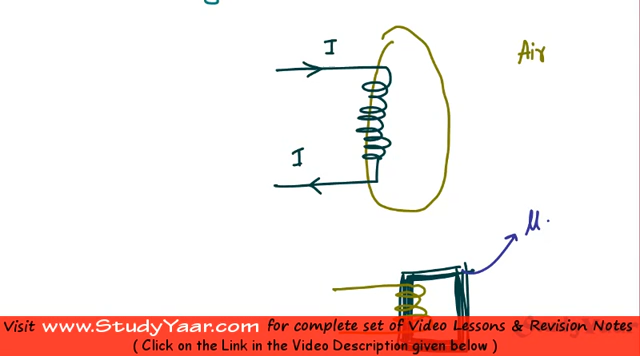 I
Air
I
μ.
Visit www.StudyYaar.com for complete set of Video Lessons & Revision Notes
( Click on the Link in the Video Description given below )